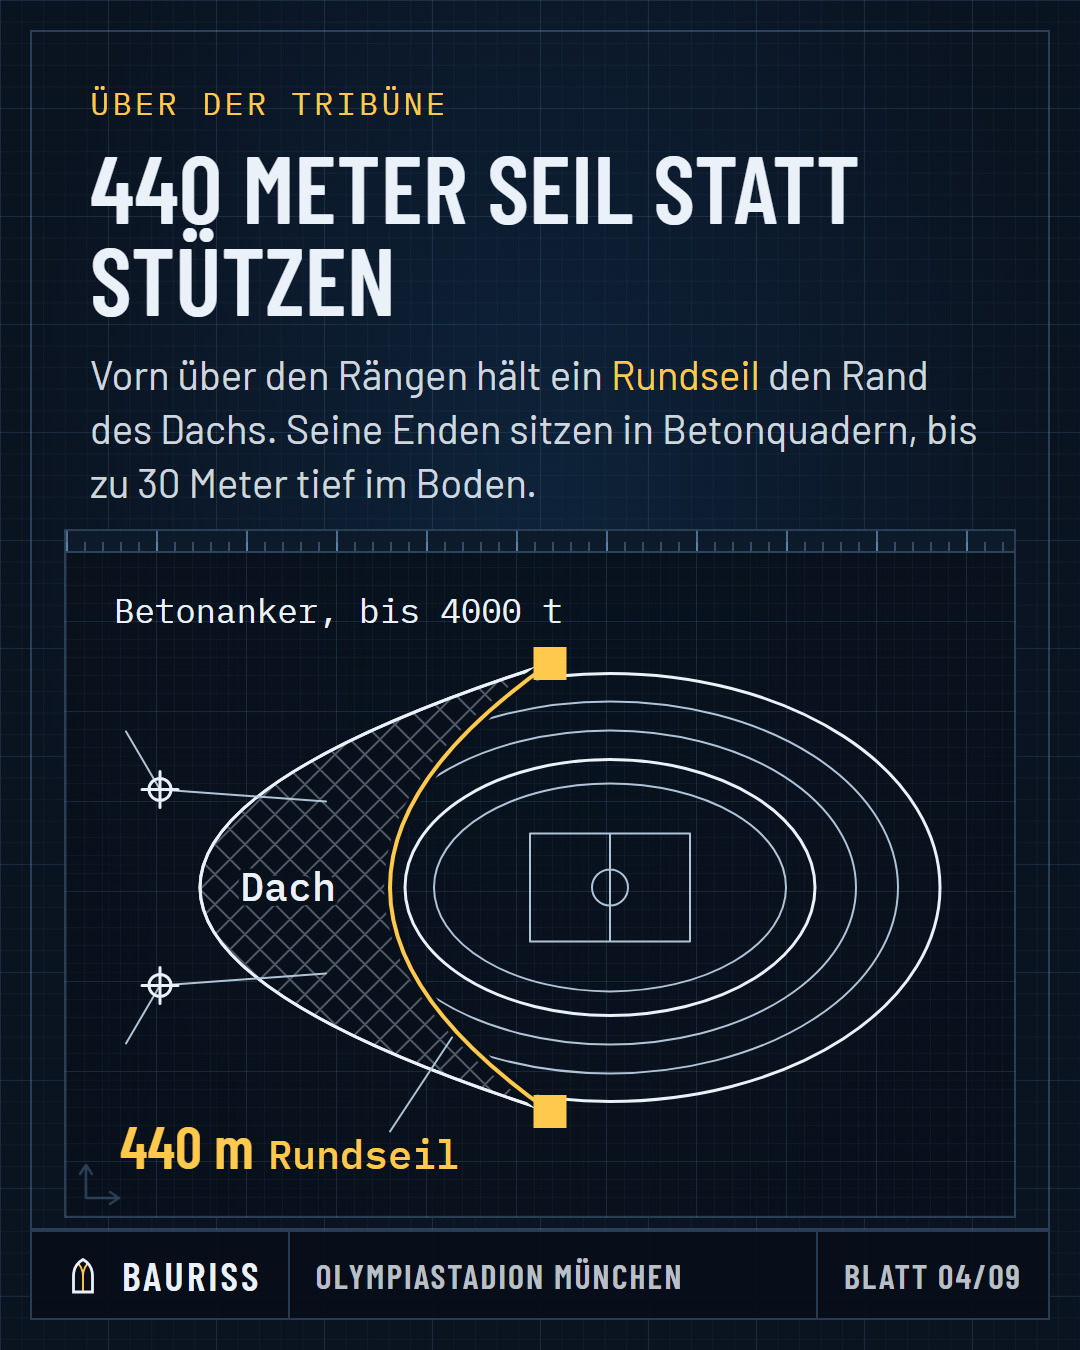 ÜBER DER TRIBÜNE
440 METER SEIL STATT
STÜTZEN
Vorn über den Rängen hält ein Rundseil den Rand
des Dachs. Seine Enden sitzen in Betonquadern, bis
zu 30 Meter tief im Boden.
Betonanker, bis 4000 t
Dach
440 m Rundseil
BAURISS
OLYMPIASTADION MÜNCHEN
BLATT 04/09